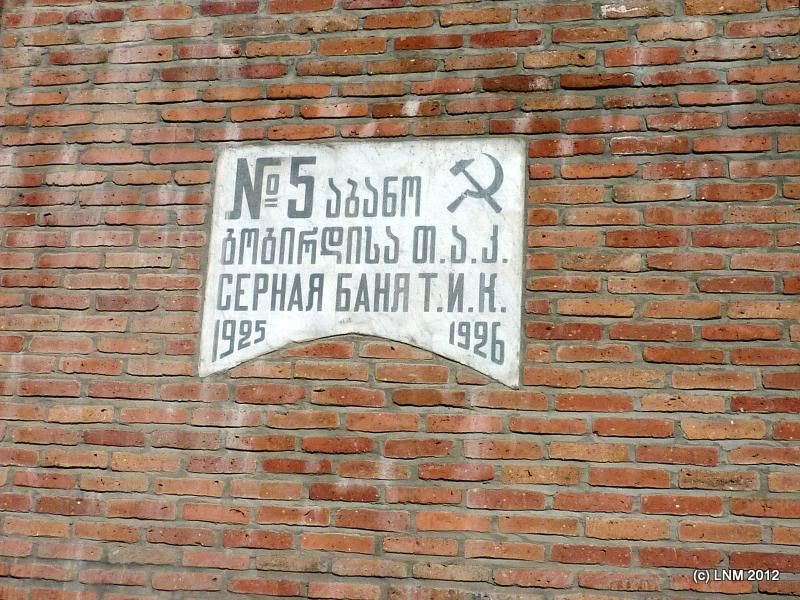 №5 აბანო
გოგირდისა თ.ა.კ.
СЕРНАЯ БАНЯ Т.И.К.
1925 1926
(c) LNM 2012